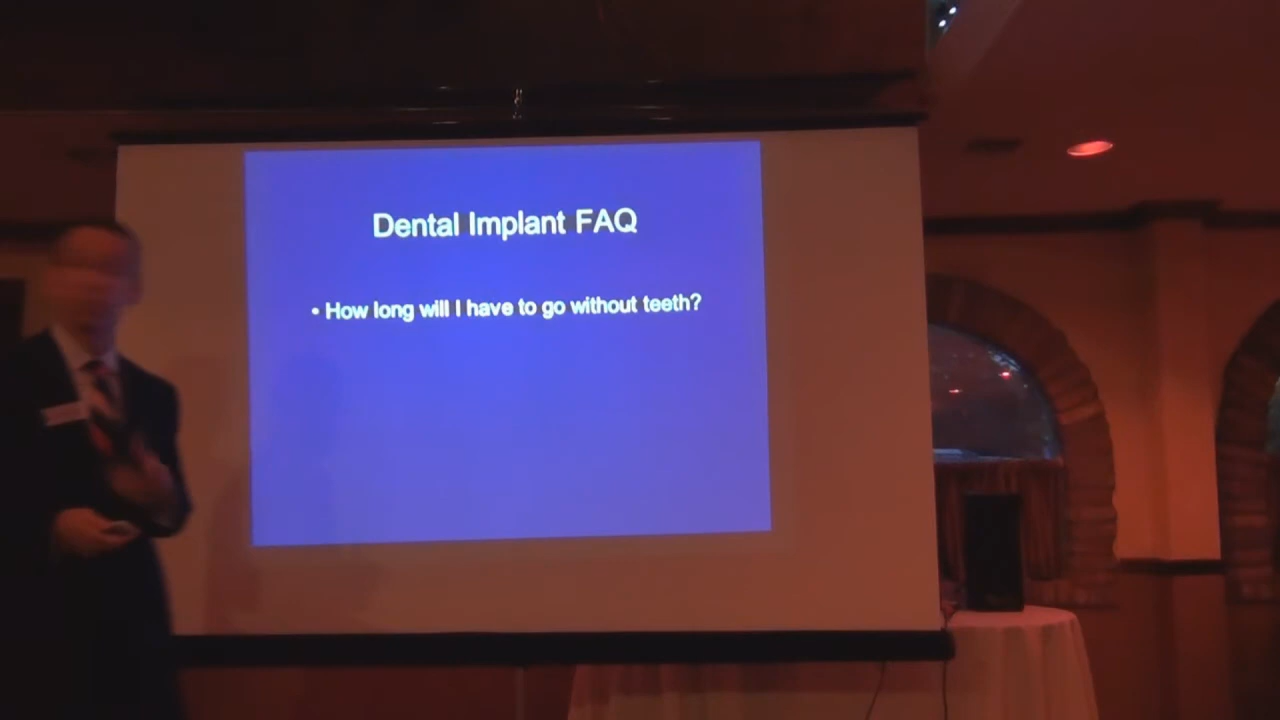 Dental Implant FAQ
• How long will I have to go without teeth?